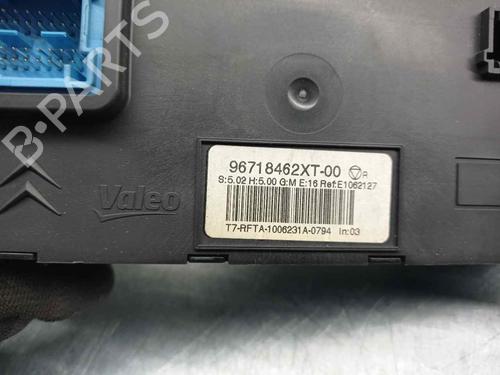 B-PARTS
Valeo
96718462XT-00 R
S:5.02 H:5.00 G:M E:16 Ref:E1062127
T7-RFTA-1006231A-0794 In:03